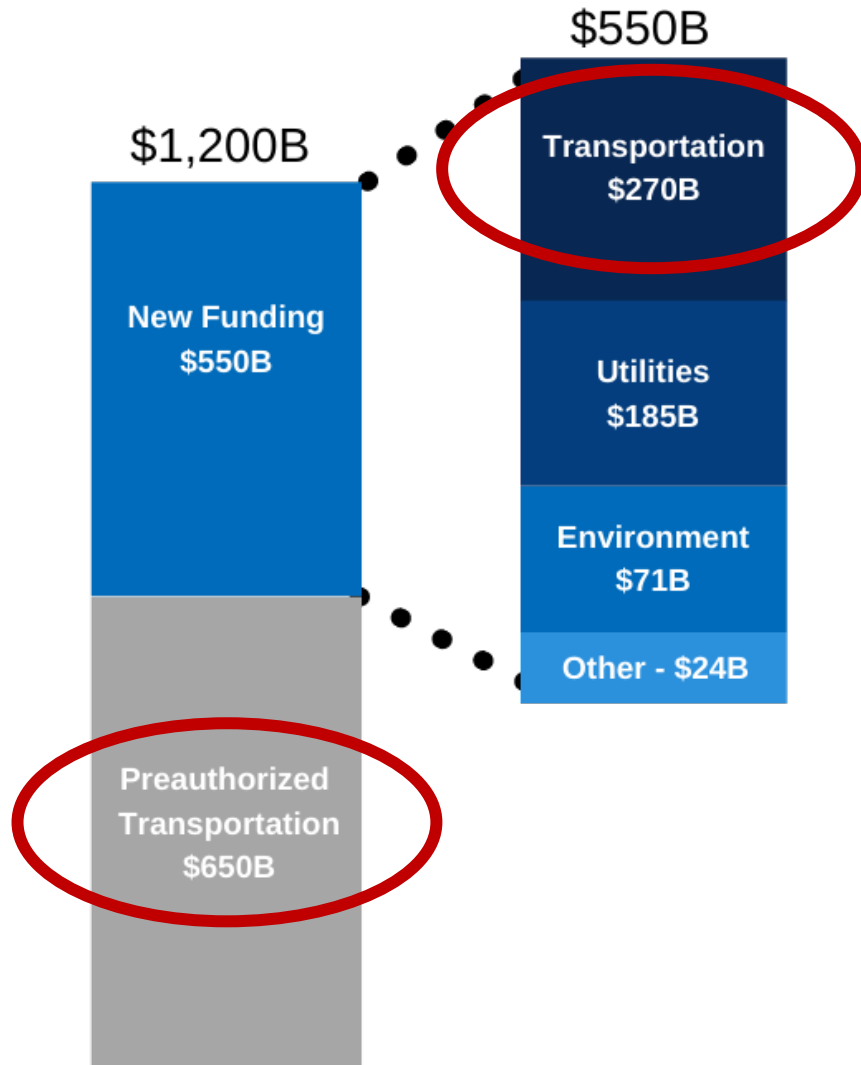 $1,200B
New Funding
$550B
Preauthorized
Transportation
$650B
$550B
Transportation
$270B
Utilities
$185B
Environment
$71B
Other - $24B